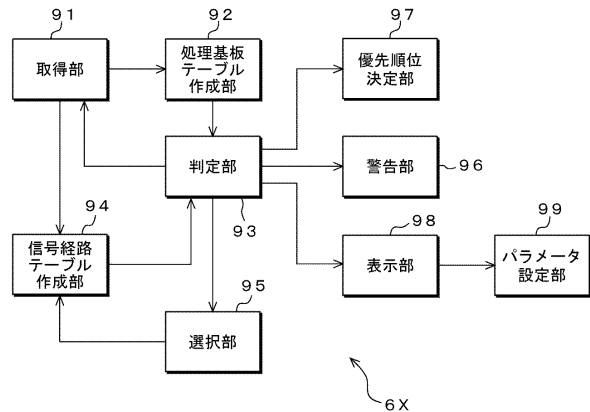 91
92
97
取得部
処理基板
テーブル
作成部
優先順位
決定部
判定部
警告部
96
94
93
98
99
信号経路
テーブル
作成部
表示部
パラメータ
設定部
95
選択部
6X